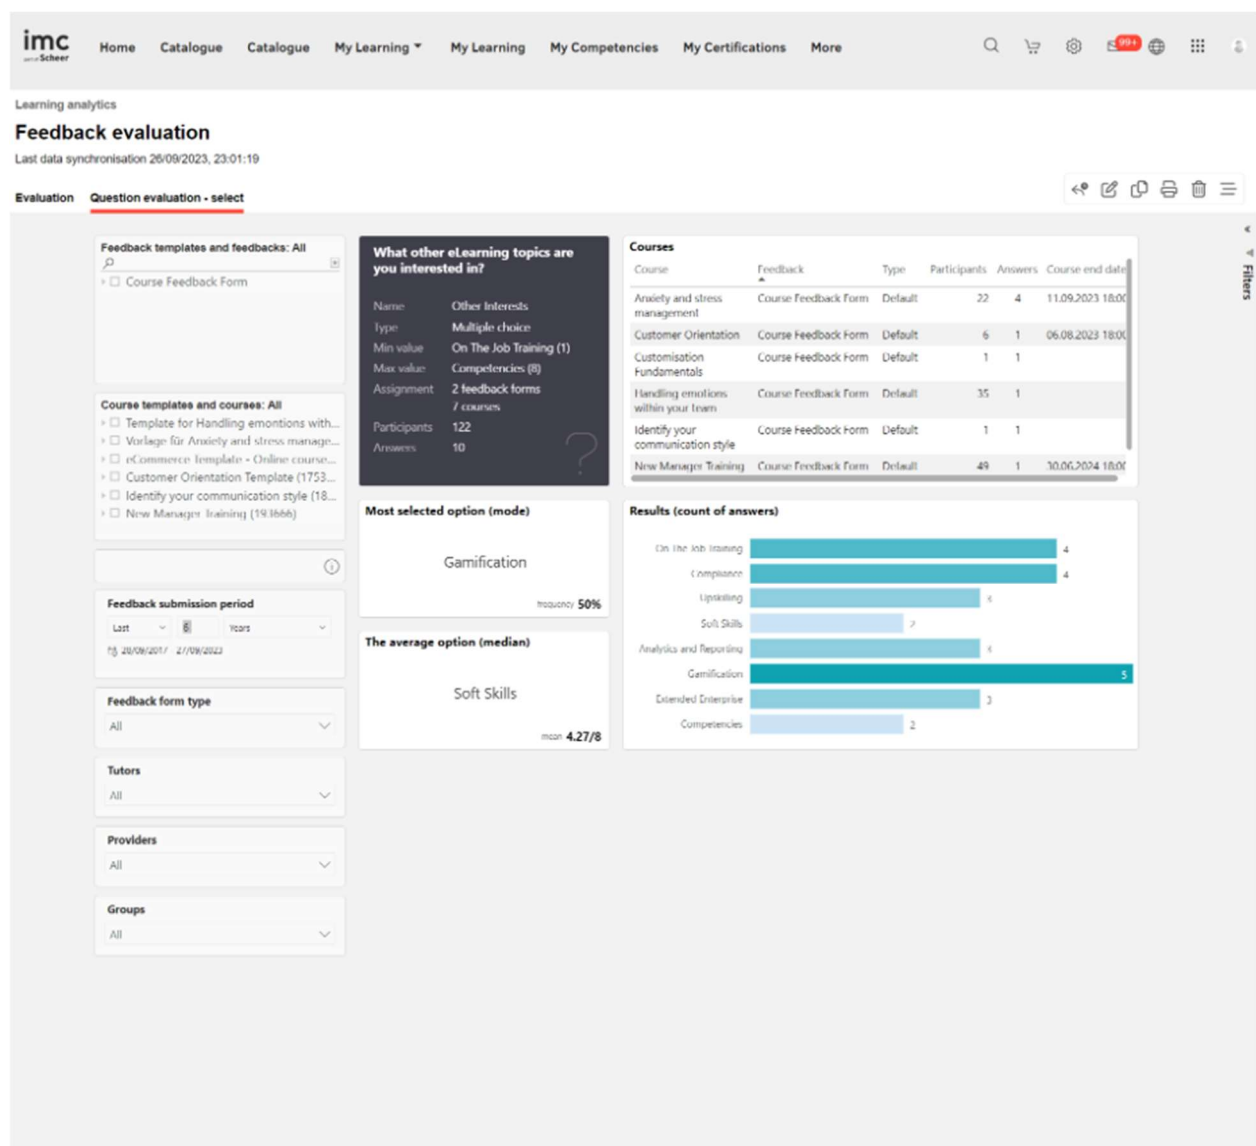 imc
Scheer
Home Catalogue Catalogue My Learning My Learning My Competencies My Certifications More
99+
Learning analytics
Feedback evaluation
Last data synchronisation 26/09/2023, 23:01:19
Evaluation Question evaluation - select
Filters
Feedback templates and feedbacks: All
Course Feedback Form
Course templates and courses: All
Template for Handling emontions with...
Vorlage für Anxiety and stress manage...
eCommerce Template - Online course...
Customer Orientation Template (1753...
Identify your communication style (18...
New Manager Training (193666)
Feedback submission period
Last 6 Years
28/09/2017 27/09/2023
Feedback form type
All
Tutors
All
Providers
All
Groups
All
What other eLearning topics are
you interested in?
Name Other Interests
Type Multiple choice
Min value On The Job Training (1)
Max value Competencies (8)
Assignment 2 feedback forms
7 courses
Participants 122
Answers 10
?
Most selected option (mode)
Gamification
frequency 50%
The average option (median)
Soft Skills
mean 4.27/8
Courses
Course Feedback Type Participants Answers Course end date
Anxiety and stress Course Feedback Form Default 22 4 11.09.2023 18:00
management
Customer Orientation Course Feedback Form Default 6 1 06.08.2023 18:00
Customisation Course Feedback Form Default 1 1
Fundamentals
Handling emotions Course Feedback Form Default 35 1
within your team
Identify your Course Feedback Form Default 1 1
communication style
New Manager Training Course Feedback Form Default 49 1 30.06.2024 18:00
Results (count of answers)
On The Job Training 4
Compliance 4
Upskilling 3
Soft Skills 2
Analytics and Reporting 3
Gamification 5
Extended Enterprise 3
Competencies 2